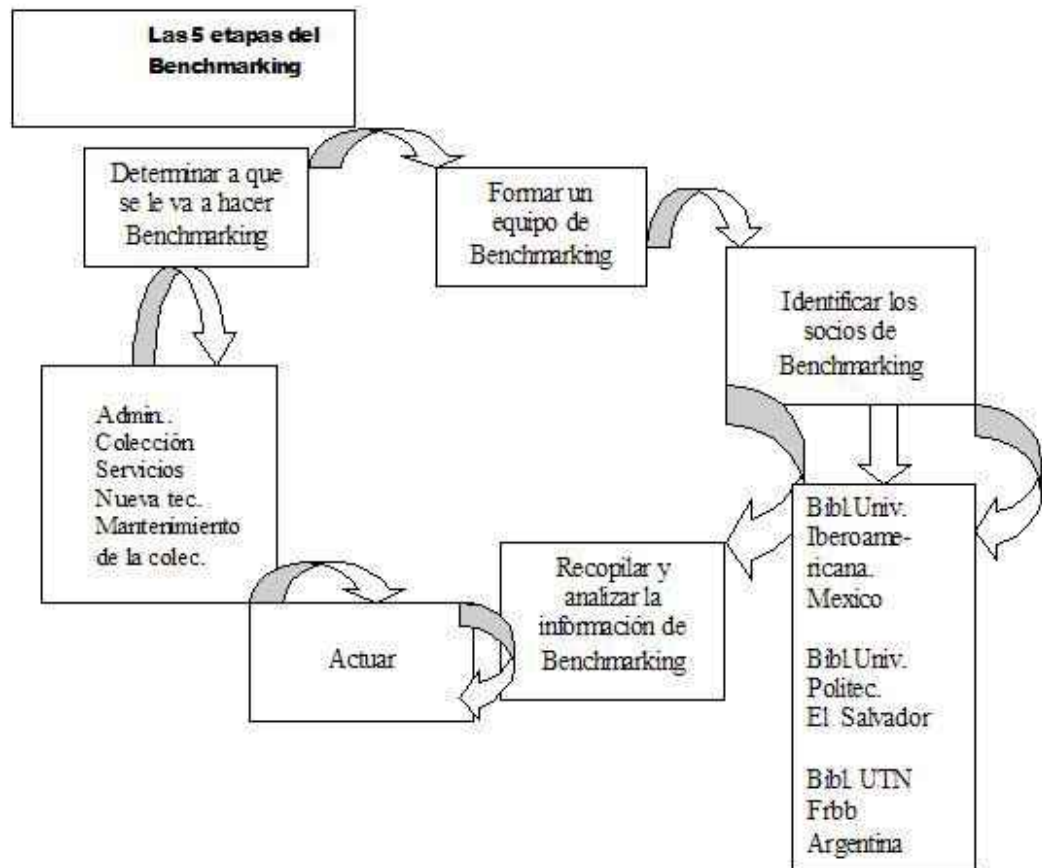 Las 5 etapas del
Benchmarking
Determinar a que
se le va a hacer
Benchmarking
Formar un
equipo de
Benchmarking
Identificar los
socios de
Benchmarking
Admin..
Colección
Servicios
Nueva tec.
Mantenimiento
de la colec.
Bibl.Univ.
Iberoame-
ricana.
Mexico
Bibl.Univ.
Politec.
El Salvador
Bibl. UTN
Frbb
Argentina
Recopilar y
analizar la
información de
Benchmarking
Actuar